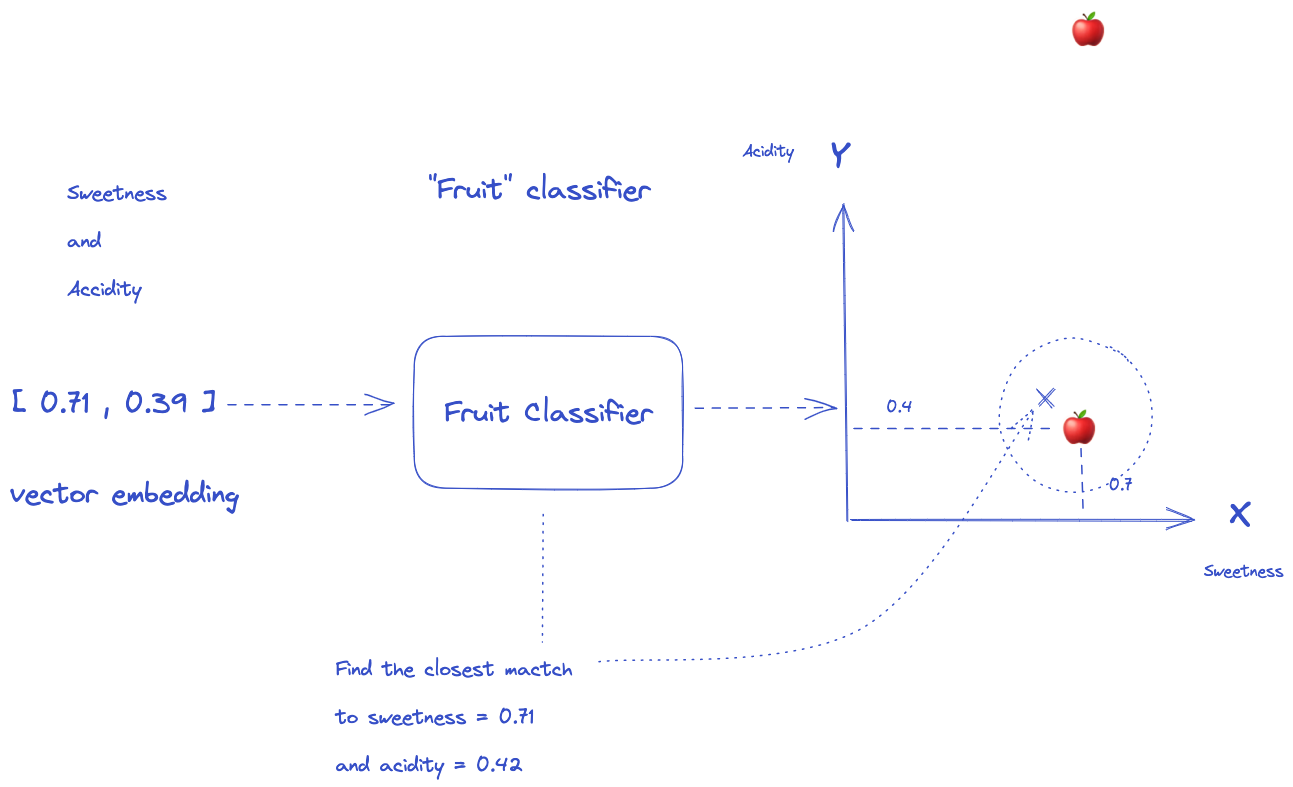 Sweetness
and
Accidity
[ 0.71 , 0.39 ]
vector embedding
"Fruit" classifier
Fruit Classifier
Find the closest mactch
to sweetness = 0.71
and acidity = 0.42
Acidity
Y
0.4
0.7
X
Sweetness